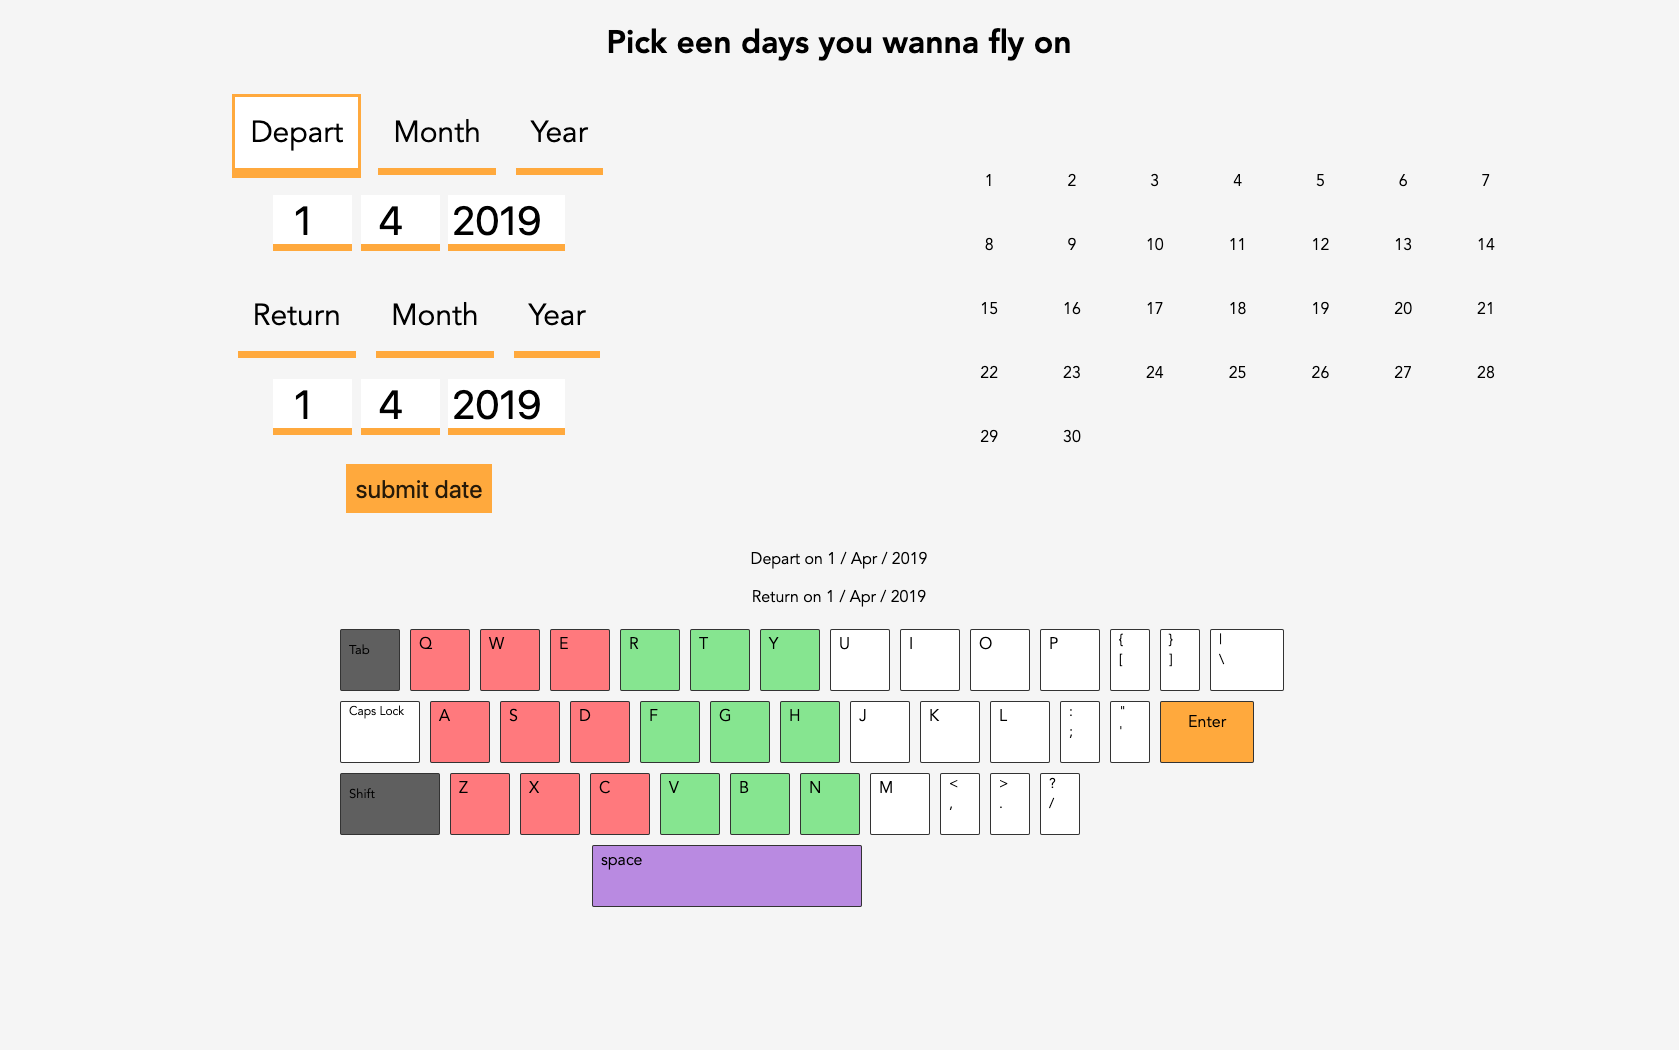 Pick een days you wanna fly on
Depart Month Year
1 4 2019
Return Month Year
1 4 2019
submit date
1 2 3 4 5 6 7
8 9 10 11 12 13 14
15 16 17 18 19 20 21
22 23 24 25 26 27 28
29 30
Depart on 1 / Apr / 2019
Return on 1 / Apr / 2019
Tab Q W E R T Y U I O P { [ } ] | \
Caps Lock A S D F G H J K L : ; " ' Enter
Shift Z X C V B N M < , > . ? /
space